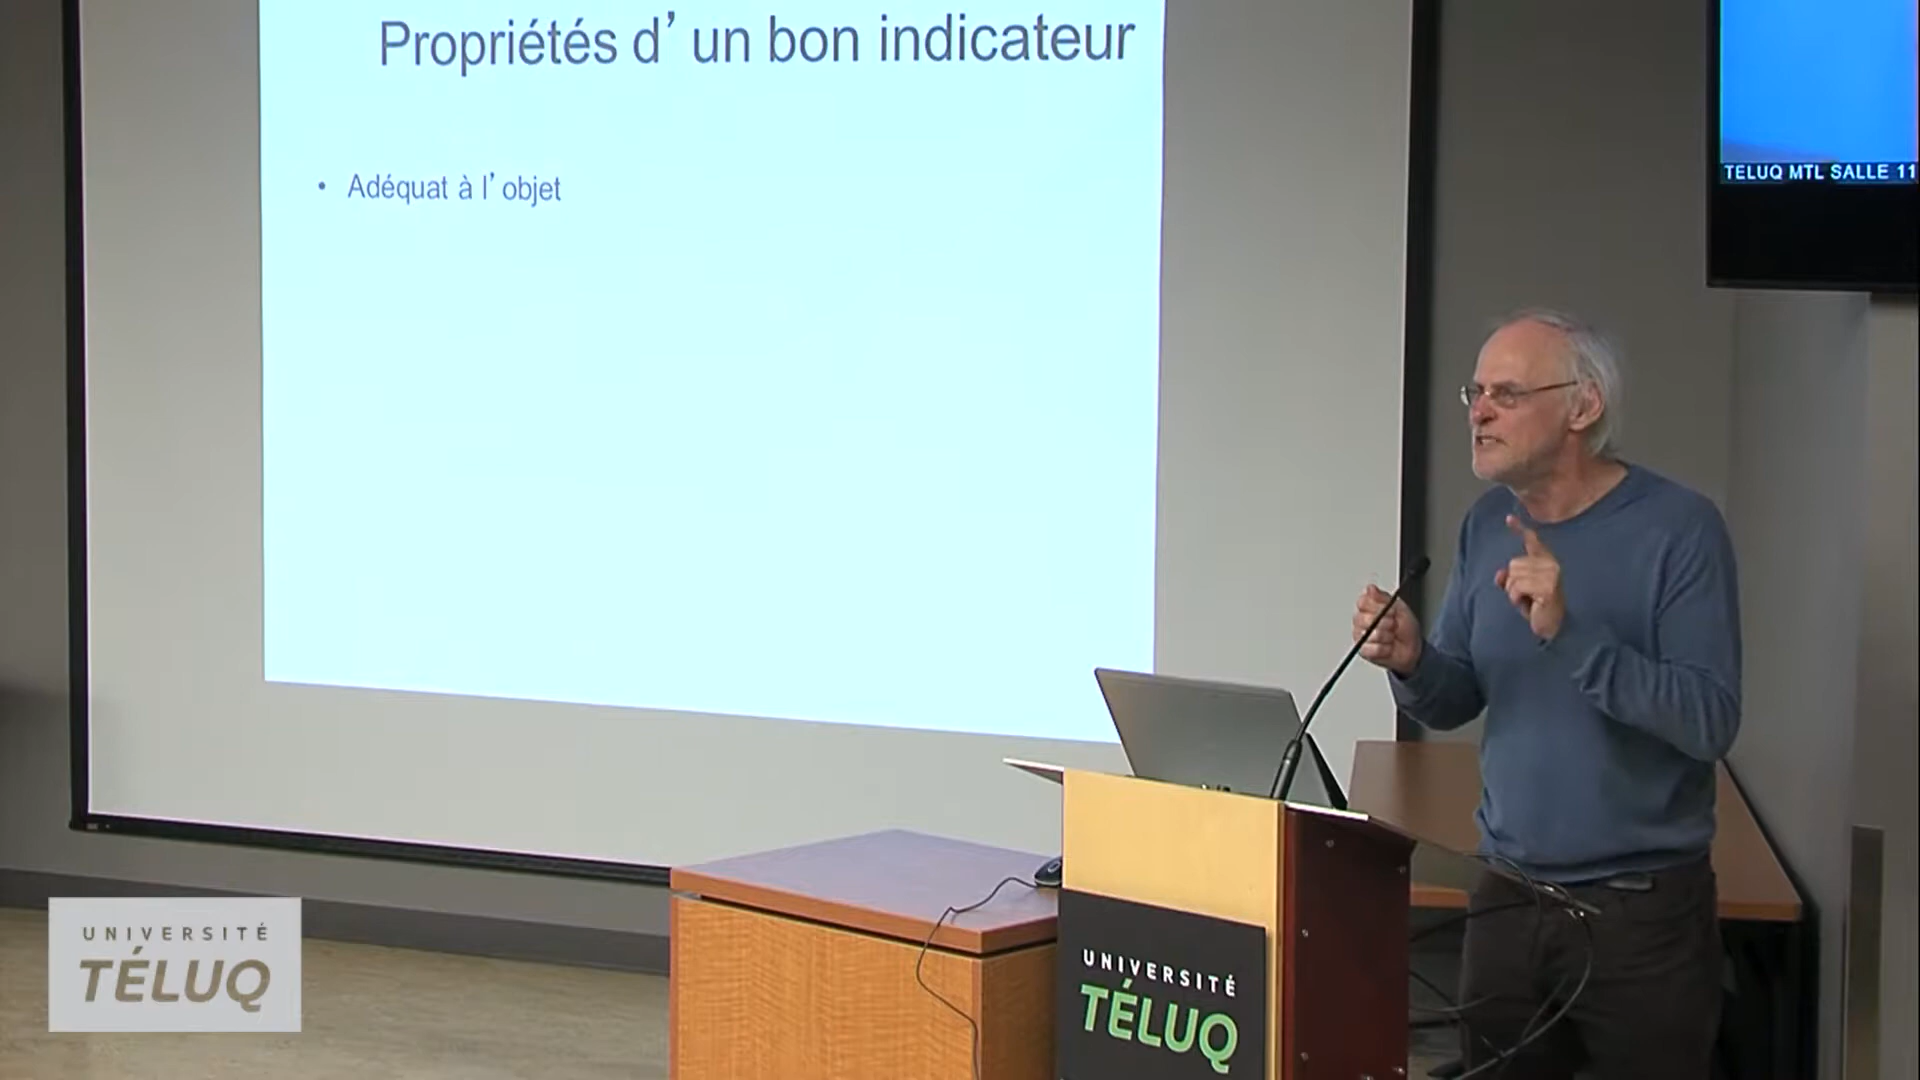 Propriétés d’ un bon indicateur
• Adéquat à l’ objet
TELUQ MTL SALLE 11
UNIVERSITÉ
TÉLUQ
UNIVERSITÉ
TÉLUQ